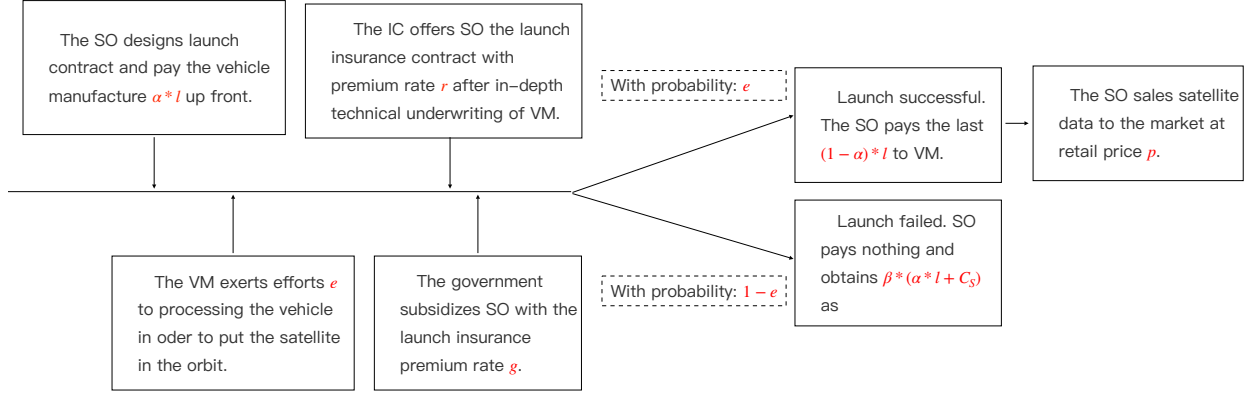 The SO designs launch
contract and pay the vehicle
manufacture α * l up front.
The IC offers SO the launch
insurance contract with
premium rate r after in-depth
technical underwriting of VM.
With probability: e
Launch successful.
The SO pays the last
(1 − α) * l to VM.
The SO sales satellite
data to the market at
retail price p.
The VM exerts efforts e
to processing the vehicle
in oder to put the satellite
in the orbit.
The government
subsidizes SO with the
launch insurance
premium rate g.
With probability: 1 − e
Launch failed. SO
pays nothing and
obtains β * (α * l + C_S)
as